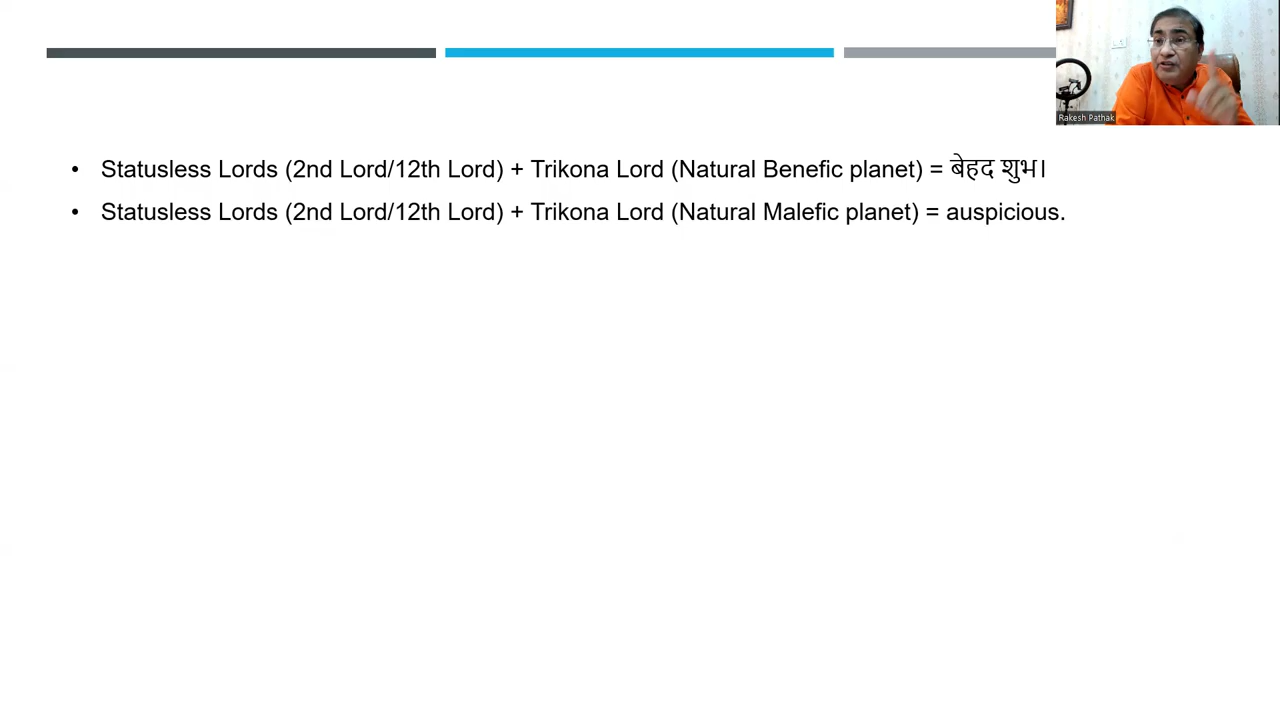 Rakesh Pathak
• Statusless Lords (2nd Lord/12th Lord) + Trikona Lord (Natural Benefic planet) = बेहद शुभ।
• Statusless Lords (2nd Lord/12th Lord) + Trikona Lord (Natural Malefic planet) = auspicious.